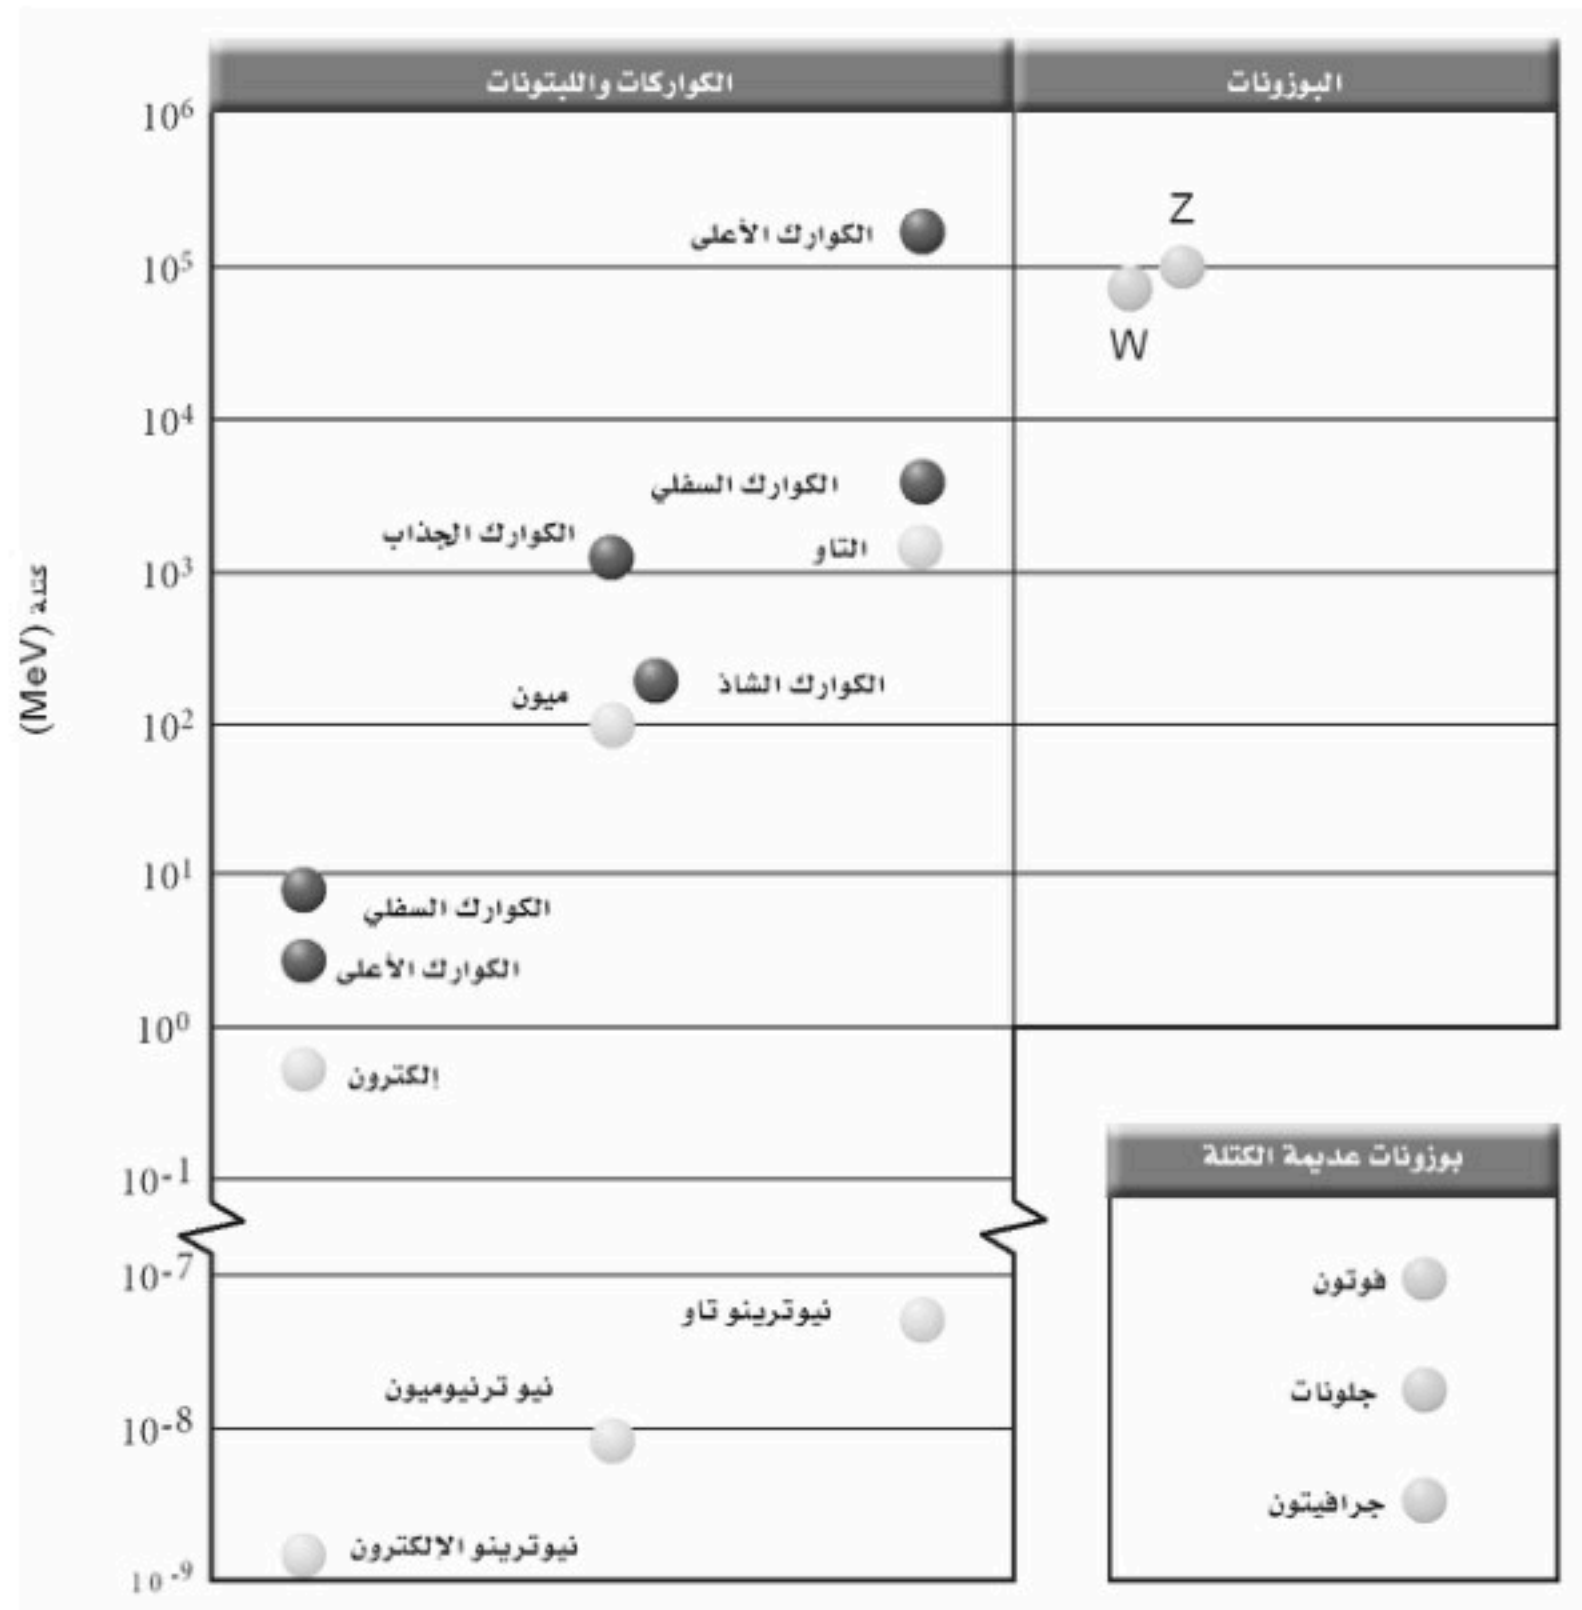 الكواركات واللبتونات
البوزونات
10⁶
Z
الكوارك الأعلى
10⁵
W
10⁴
الكوارك السفلي
الكوارك الجذاب
التاو
10³
كتلة (MeV)
الكوارك الشاذ
ميون
10²
10¹
الكوارك السفلي
الكوارك الأعلى
10⁰
إلكترون
بوزونات عديمة الكتلة
10-¹
10-⁷
فوتون
نيوترينو تاو
نيو ترنيوميون
جلونات
10-⁸
جرافيتون
نيوترينو الإلكترون
10-⁹